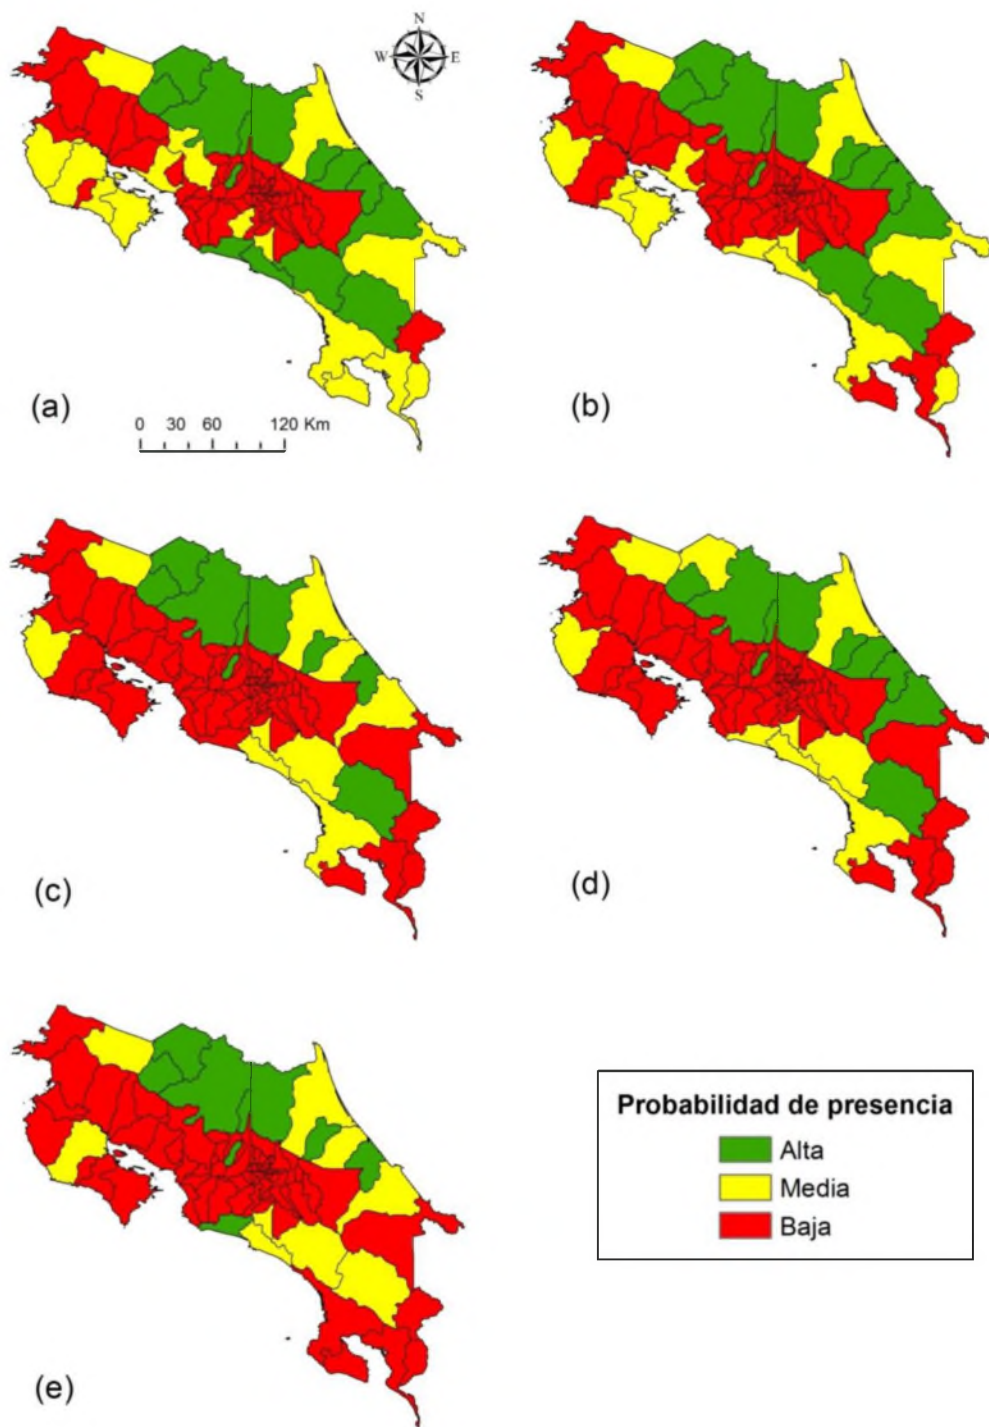 N
W E
S
(a)
0 30 60 120 Km
(b)
(c)
(d)
(e)
Probabilidad de presencia
Alta
Media
Baja